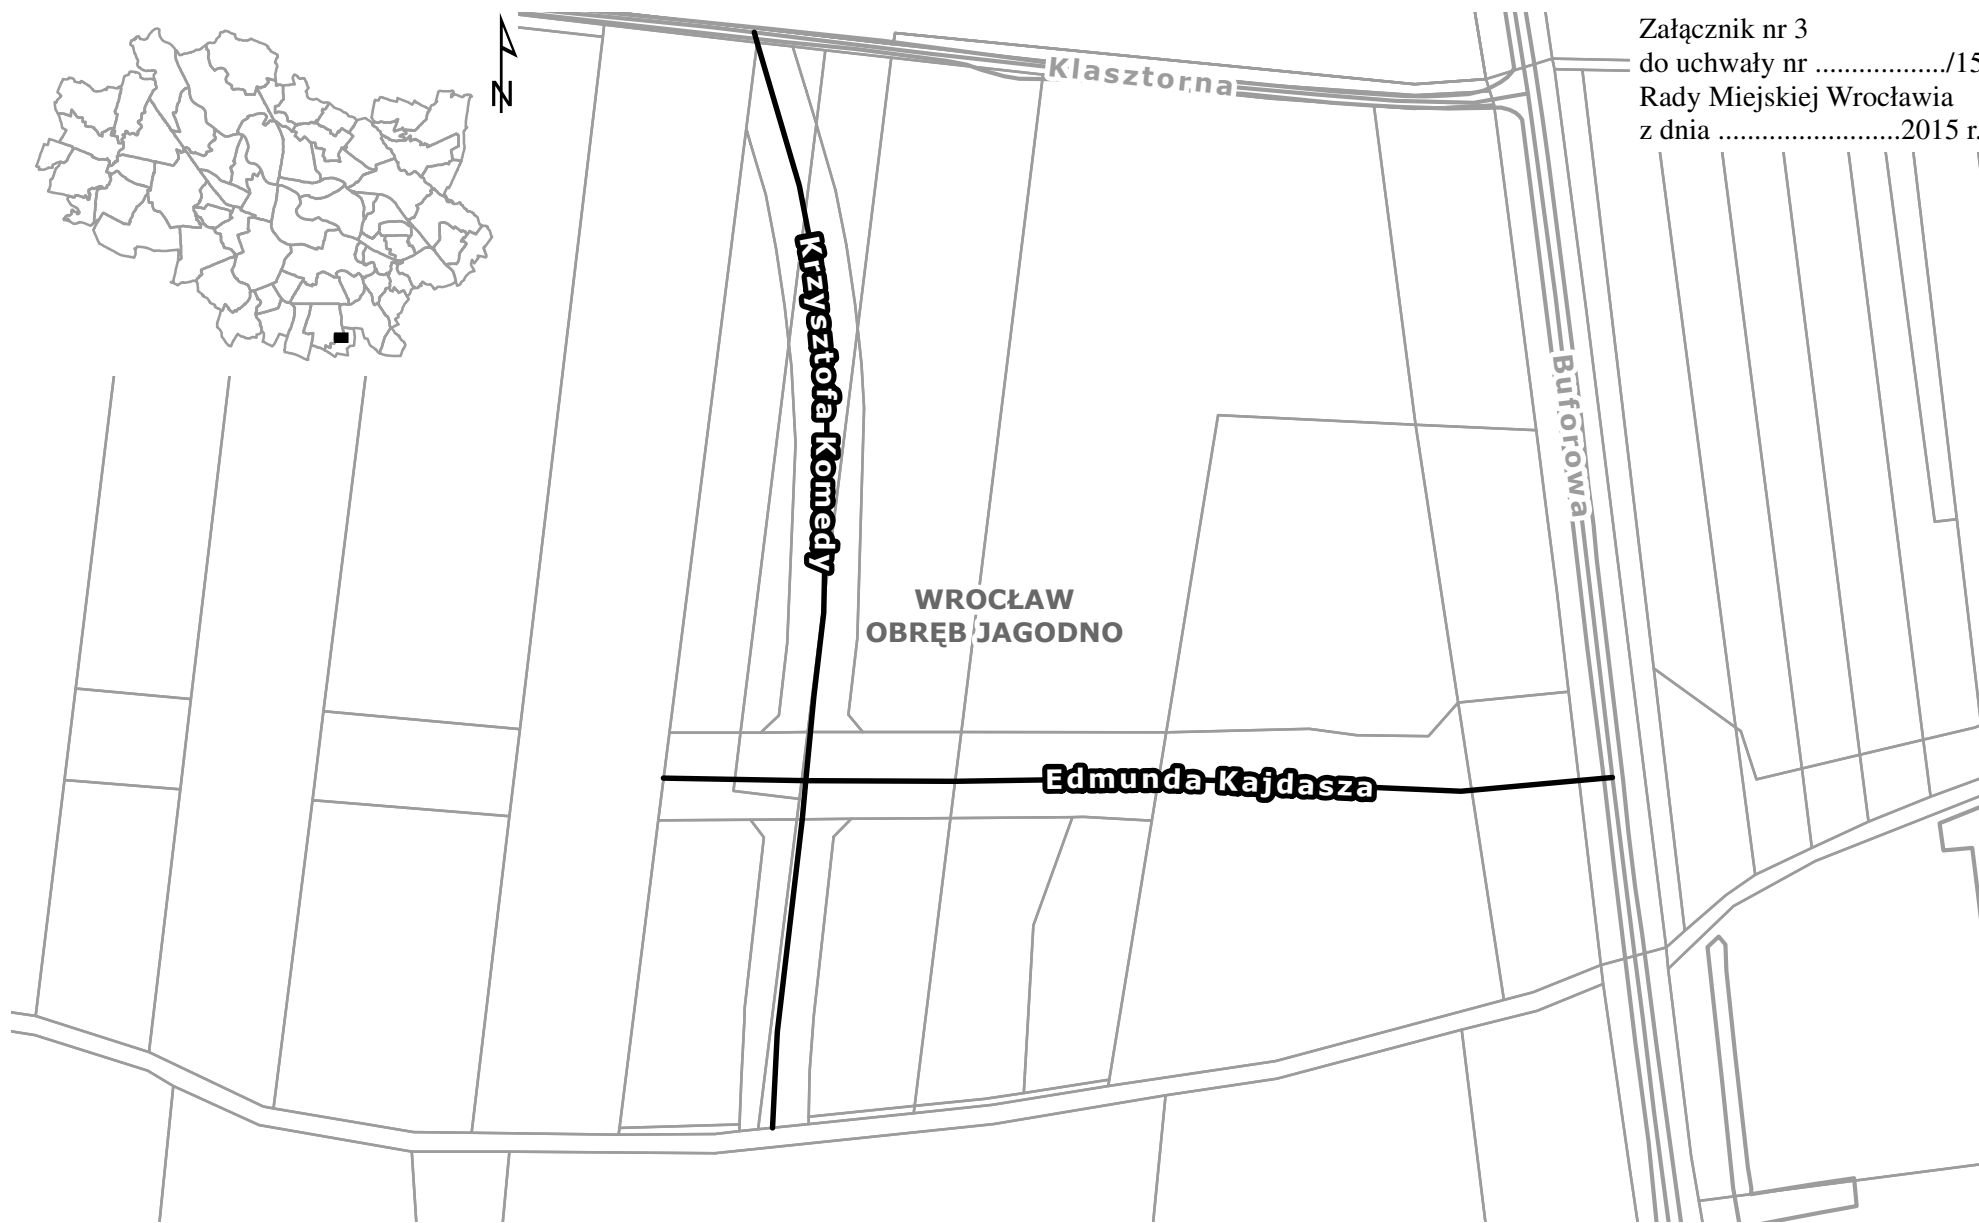 Załącznik nr 3
do uchwały nr ................../15
Rady Miejskiej Wrocławia
z dnia .........................2015 r.
N
Klasztorna
Krzysztofa Komedy
Buforowa
WROCŁAW
OBRĘB JAGODNO
Edmunda Kajdasza